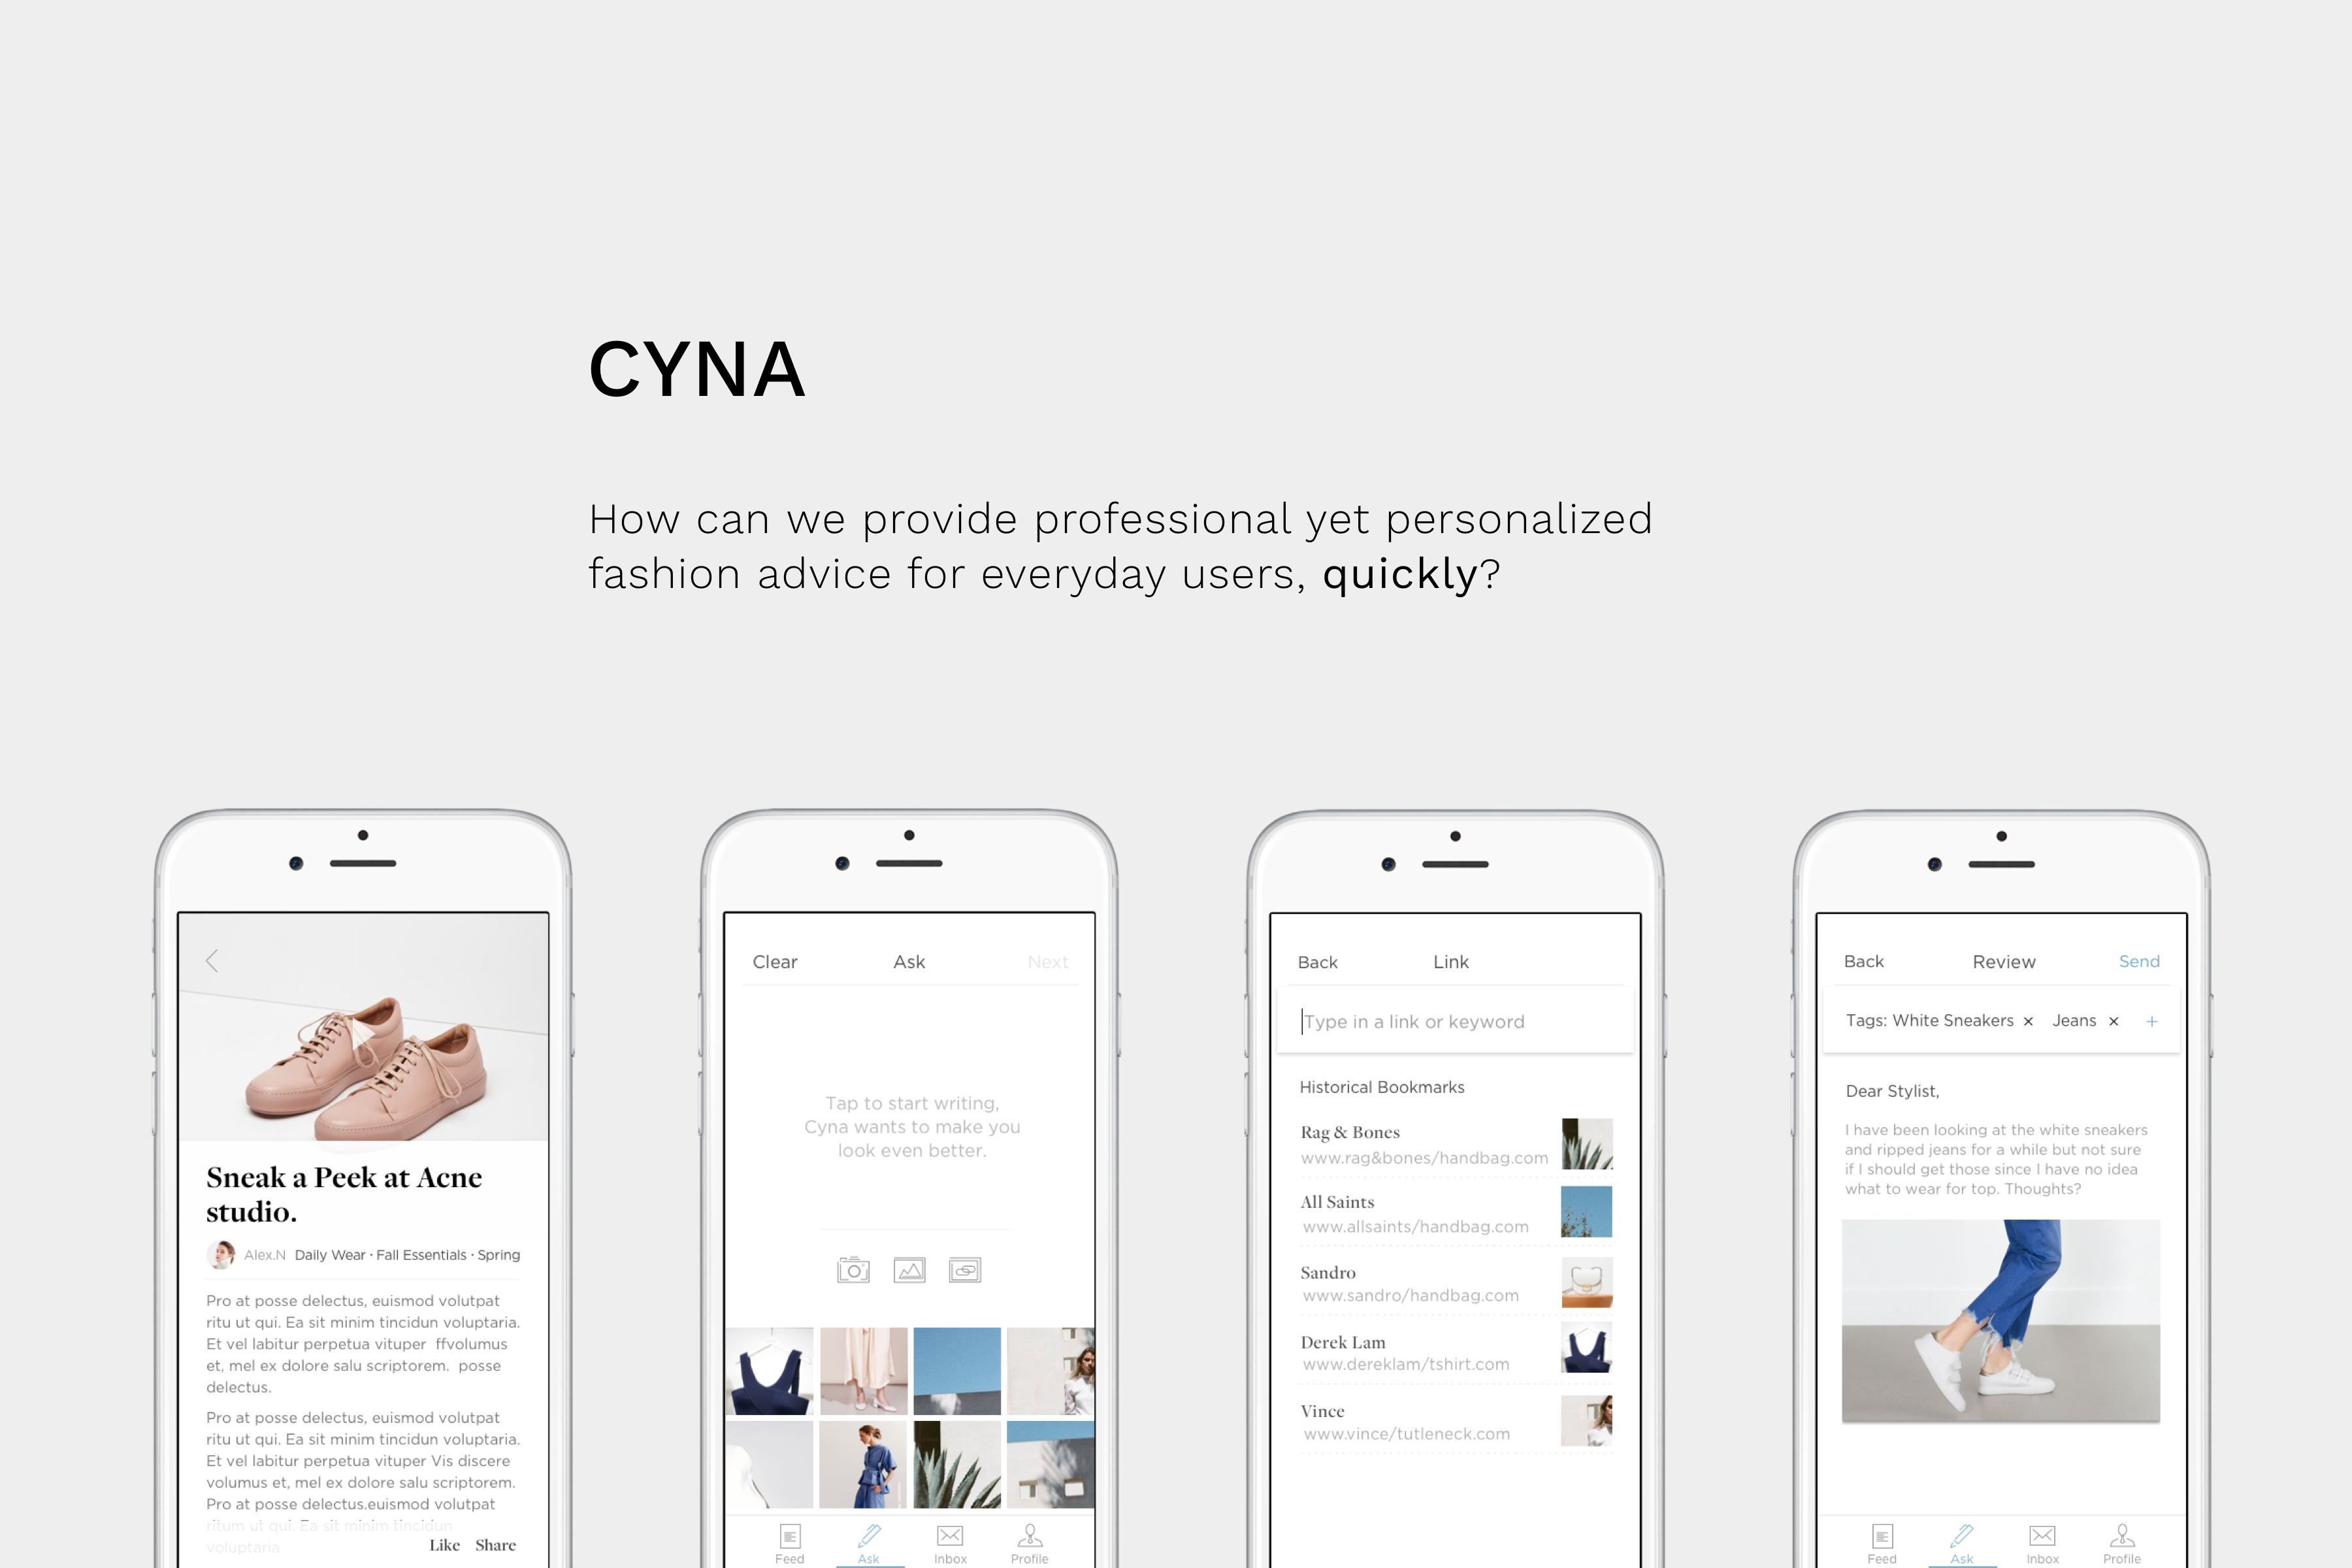 CYNA
How can we provide professional yet personalized
fashion advice for everyday users, quickly?
Sneak a Peek at Acne
studio.
Alex.N Daily Wear · Fall Essentials · Spring
Pro at posse delectus, euismod volutpat
ritu ut qui. Ea sit minim tincidun voluptaria.
Et vel labitur perpetua vituper ffvolumus
et, mel ex dolore salu scriptorem. posse
delectus.
Pro at posse delectus, euismod volutpat
ritu ut qui. Ea sit minim tincidun voluptaria.
Et vel labitur perpetua vituper Vis discere
volumus et, mel ex dolore salu scriptorem.
Pro at posse delectus.euismod volutpat
ritum ut qui. Ea sit minim tincidun
voluptaria
Like Share
Clear Ask Next
Tap to start writing,
Cyna wants to make you
look even better.
Feed Ask Inbox Profile
Back Link
Type in a link or keyword
Historical Bookmarks
Rag & Bones
www.rag&bones/handbag.com
All Saints
www.allsaints/handbag.com
Sandro
www.sandro/handbag.com
Derek Lam
www.dereklam/tshirt.com
Vince
www.vince/tutleneck.com
Back Review Send
Tags: White Sneakers × Jeans × +
Dear Stylist,
I have been looking at the white sneakers
and ripped jeans for a while but not sure
if I should get those since I have no idea
what to wear for top. Thoughts?
Feed Ask Inbox Profile